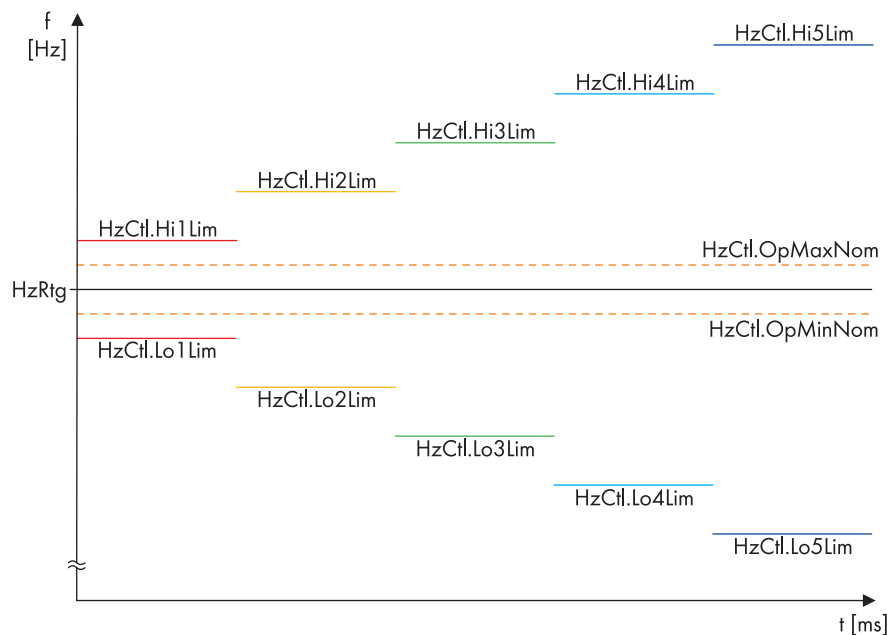 f
[Hz]
HzCtl.Hi5Lim
HzCtl.Hi4Lim
HzCtl.Hi3Lim
HzCtl.Hi2Lim
HzCtl.Hi1Lim
HzCtl.OpMaxNom
HzRtg
HzCtl.OpMinNom
HzCtl.Lo1Lim
HzCtl.Lo2Lim
HzCtl.Lo3Lim
HzCtl.Lo4Lim
HzCtl.Lo5Lim
t [ms]